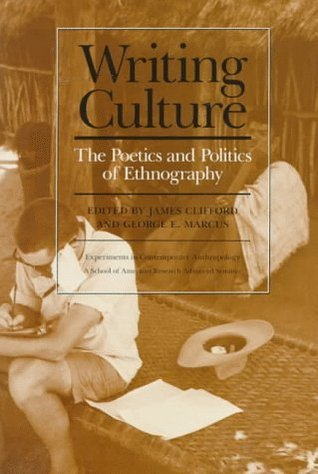 Writing
Culture
The Poetics and Politics
of Ethnography
EDITED BY JAMES CLIFFORD
AND GEORGE E. MARCUS
Experiments in Contemporary Anthropology
A School of American Research Advanced Seminar